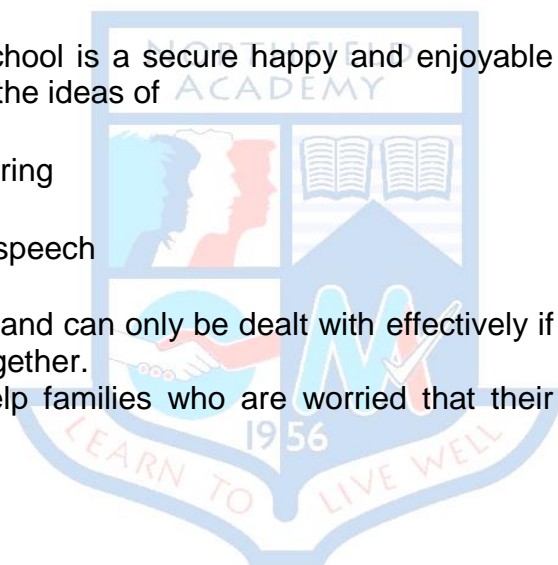 NORTHFIELD
chool is a secure happy and enjoyable
the ideas of
ACADEMY
ring
speech
and can only be dealt with effectively if
gether.
lp families who are worried that their
1956
LEARN TO LIVE WELL